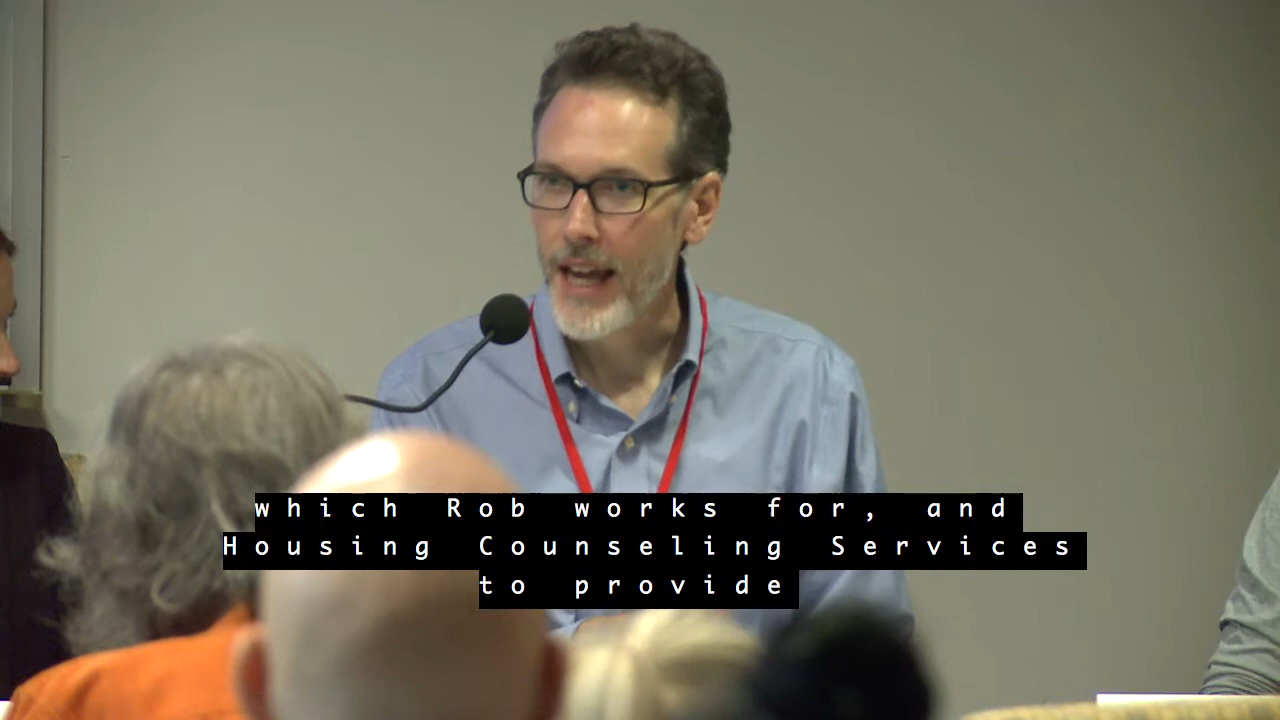 which Rob works for, and
Housing Counseling Services
to provide